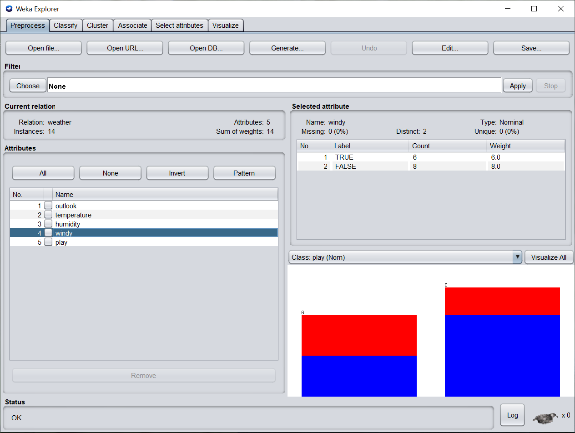 Weka Explorer
Preprocess Classify Cluster Associate Select attributes Visualize
Open file... Open URL... Open DB... Generate... Undo Edit... Save...
Filter
Choose None Apply Stop
Current relation
Relation: weather Attributes: 5
Instances: 14 Sum of weights: 14
Attributes
All None Invert Pattern
No. Name
1 outlook
2 temperature
3 humidity
4 windy
5 play
Remove
Selected attribute
Name: windy Type: Nominal
Missing: 0 (0%) Distinct: 2 Unique: 0 (0%)
No. Label Count Weight
1 TRUE 6 6.0
2 FALSE 8 8.0
Class: play (Nom) Visualize All
Status
OK
Log x 0